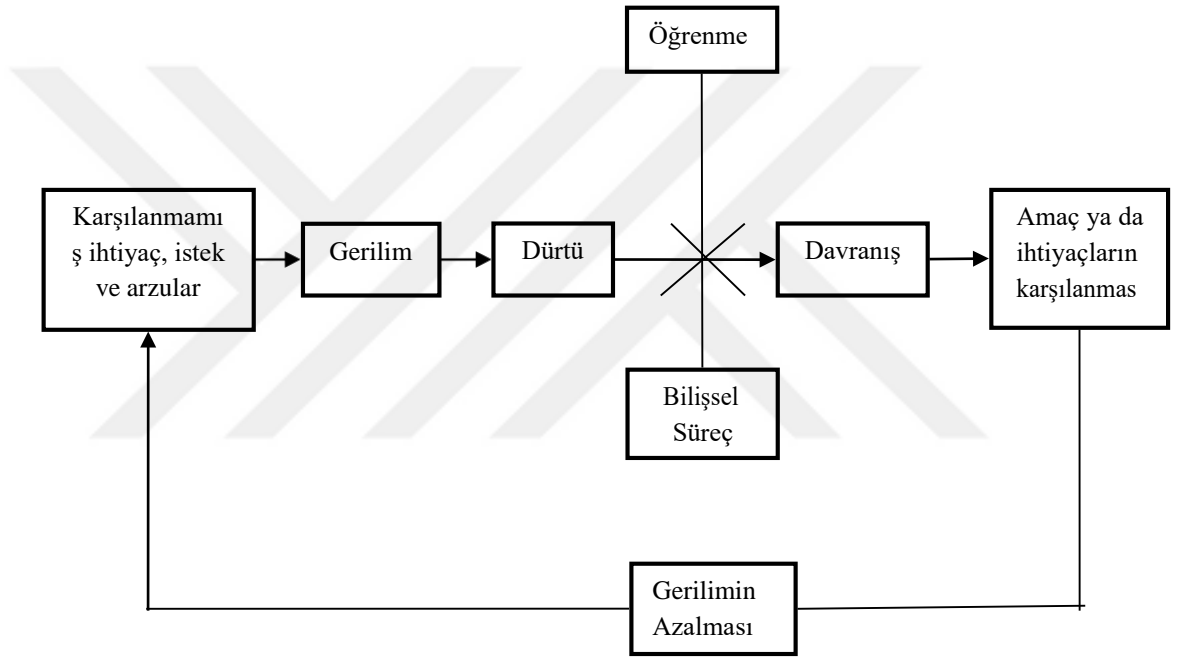 Öğrenme
Karşılanmamı
ş ihtiyaç, istek
ve arzular
Gerilim
Dürtü
Davranış
Amaç ya da
ihtiyaçların
karşılanmas
Bilişsel
Süreç
Gerilimin
Azalması